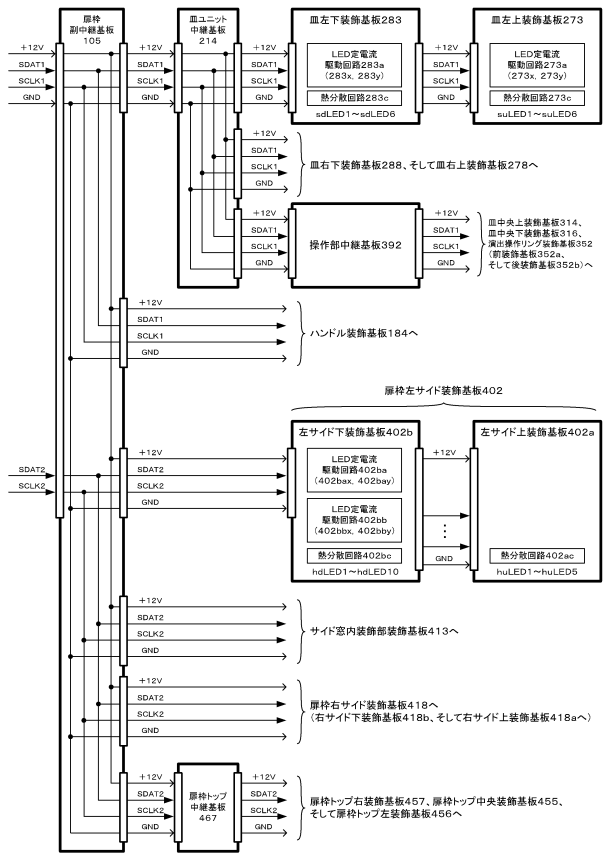 扉枠
副中継基板
105
皿ユニット
中継基板
214
皿左下装飾基板283
皿左上装飾基板273
+12V
SDAT1
SCLK1
GND
+12V
SDAT1
SCLK1
GND
+12V
SDAT1
SCLK1
GND
LED定電流
駆動回路283a
(283x, 283y)
熱分散回路283c
sdLED1～sdLED6
+12V
SDAT1
SCLK1
GND
LED定電流
駆動回路273a
(273x, 273y)
熱分散回路273c
suLED1～suLED6
+12V
SDAT1
SCLK1
GND
皿右下装飾基板288、そして皿右上装飾基板278へ
+12V
SDAT1
SCLK1
GND
操作部中継基板392
+12V
SDAT1
SCLK1
GND
皿中央上装飾基板314、
皿中央下装飾基板316、
演出操作リング装飾基板352
(前装飾基板352a、
そして後装飾基板352b)へ
+12V
SDAT1
SCLK1
GND
ハンドル装飾基板184へ
扉枠左サイド装飾基板402
左サイド下装飾基板402b
左サイド上装飾基板402a
SDAT2
SCLK2
+12V
SDAT2
SCLK2
GND
LED定電流
駆動回路402ba
(402bax, 402bay)
LED定電流
駆動回路402bb
(402bbx, 402bby)
熱分散回路402bc
hdLED1～hdLED10
+12V
GND
熱分散回路402ac
huLED1～huLED5
+12V
SDAT2
SCLK2
GND
サイド窓内装飾部装飾基板413へ
+12V
SDAT2
SCLK2
GND
扉枠右サイド装飾基板418へ
(右サイド下装飾基板418b、そして右サイド上装飾基板418aへ)
+12V
SDAT2
SCLK2
GND
扉枠トップ
中継基板
467
+12V
SDAT2
SCLK2
GND
扉枠トップ右装飾基板457、扉枠トップ中央装飾基板455、
そして扉枠トップ左装飾基板456へ